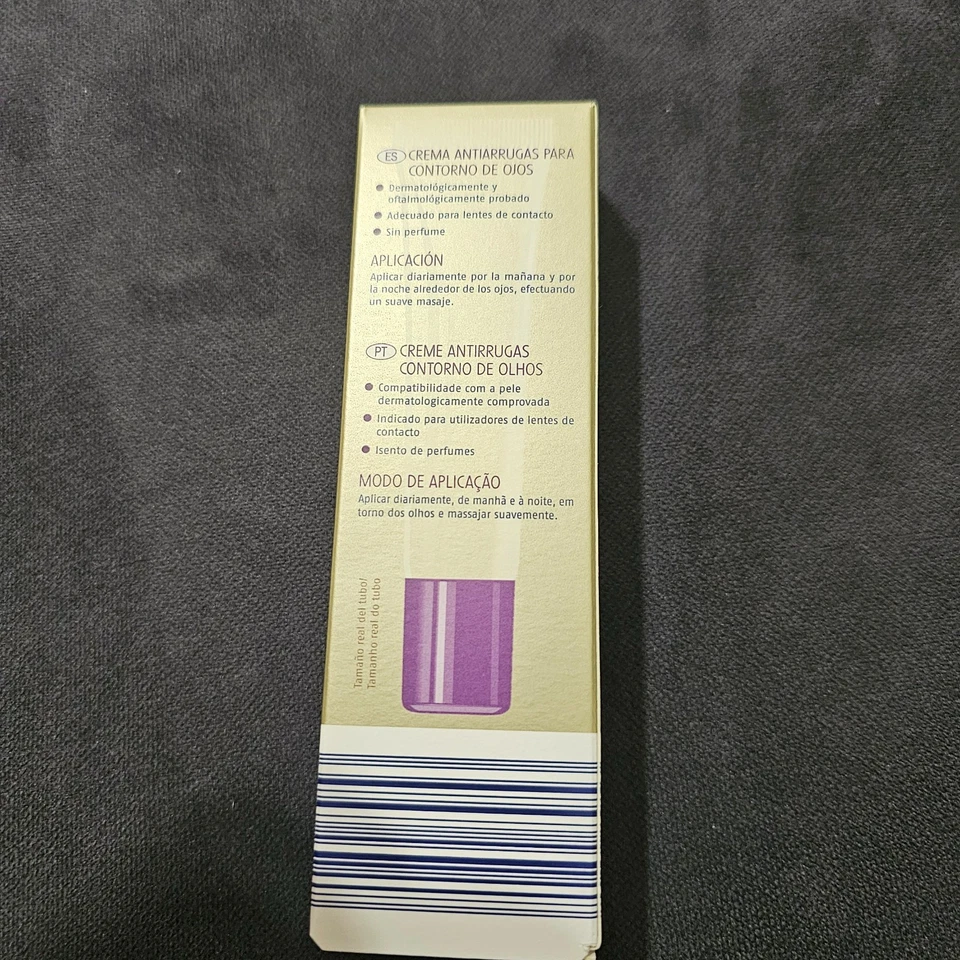 ES CREMA ANTIARRUGAS PARA
CONTORNO DE OJOS
Dermatológicamente y
oftalmológicamente probado
Adecuado para lentes de contacto
Sin perfume
APLICACIÓN
Aplicar diariamente por la mañana y por
la noche alrededor de los ojos, efectuando
un suave masaje.
PT CREME ANTIRRUGAS
CONTORNO DE OLHOS
Compatibilidade com a pele
dermatologicamente comprovada
Indicado para utilizadores de lentes de
contacto
Isento de perfumes
MODO DE APLICAÇÃO
Aplicar diariamente, de manhã e à noite, em
torno dos olhos e massajar suavemente.
Tamaño real del tubo/
Tamanho real do tubo